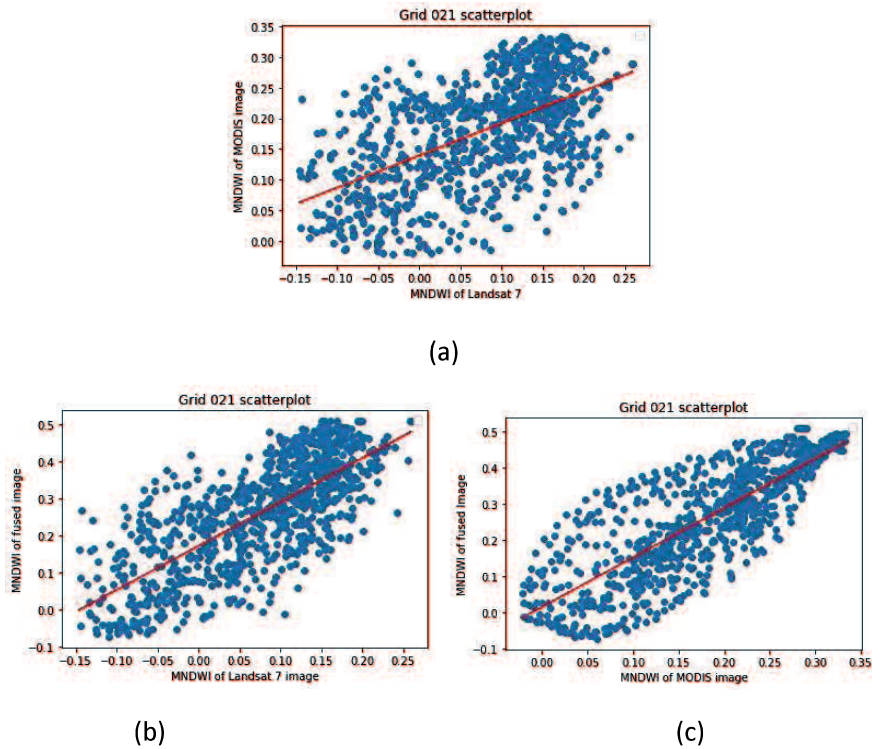 Grid 021 scatterplot
MNDWI of MODIS image
0.35
0.30
0.25
0.20
0.15
0.10
0.05
0.00
−0.15 −0.10 −0.05 0.00 0.05 0.10 0.15 0.20 0.25
MNDWI of Landsat 7
(a)
Grid 021 scatterplot
MNDWI of fused image
0.5
0.4
0.3
0.2
0.1
0.0
−0.1
−0.15 −0.10 −0.05 0.00 0.05 0.10 0.15 0.20 0.25
MNDWI of Landsat 7 image
(b)
Grid 021 scatterplot
MNDWI of fused image
0.5
0.4
0.3
0.2
0.1
0.0
−0.1
0.00 0.05 0.10 0.15 0.20 0.25 0.30 0.35
MNDWI of MODIS image
(c)